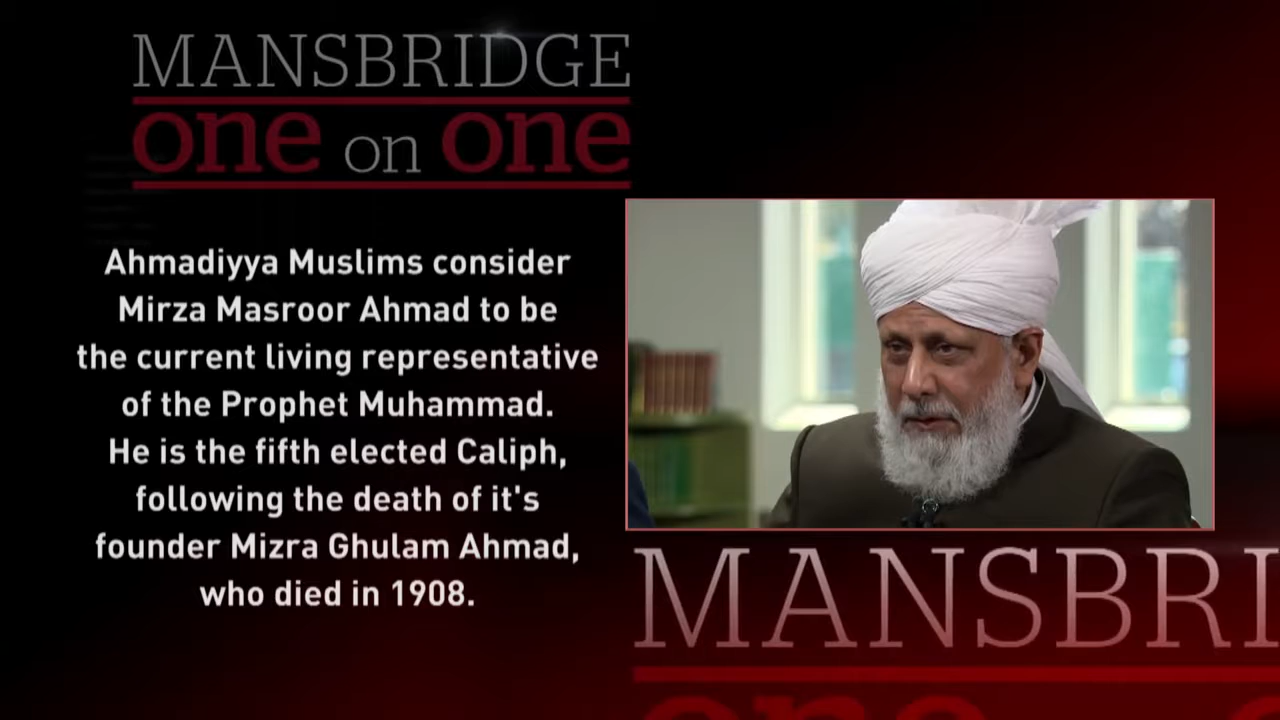 MANSBRIDGE
one on one
Ahmadiyya Muslims consider
Mirza Masroor Ahmad to be
the current living representative
of the Prophet Muhammad.
He is the fifth elected Caliph,
following the death of it's
founder Mizra Ghulam Ahmad,
who died in 1908.
MANSBRI
one